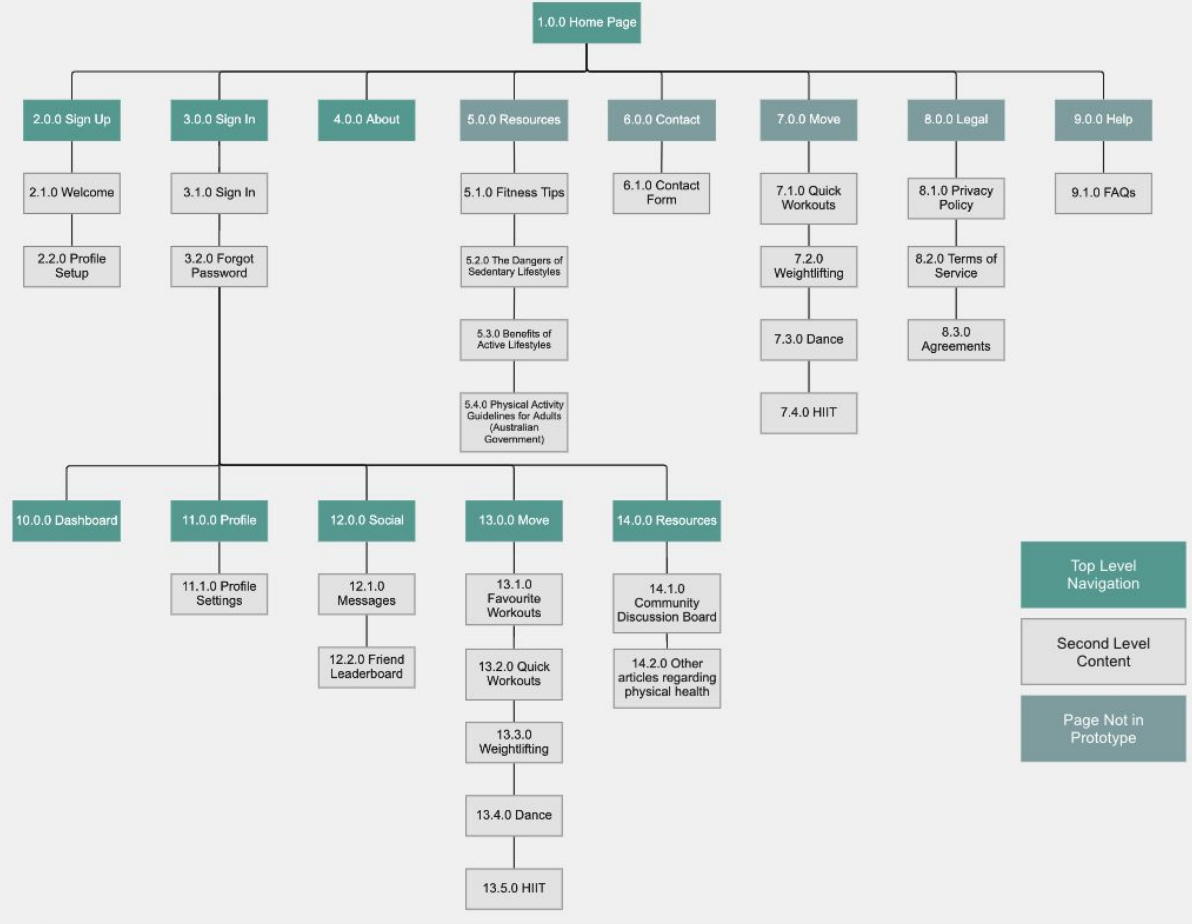 1.0.0 Home Page
2.0.0 Sign Up
3.0.0 Sign In
4.0.0 About
5.0.0 Resources
6.0.0 Contact
7.0.0 Move
8.0.0 Legal
9.0.0 Help
2.1.0 Welcome
2.2.0 Profile
Setup
3.1.0 Sign In
3.2.0 Forgot
Password
5.1.0 Fitness Tips
5.2.0 The Dangers of
Sedentary Lifestyles
5.3.0 Benefits of
Active Lifestyles
5.4.0 Physical Activity
Guidelines for Adults
(Australian
Government)
6.1.0 Contact
Form
7.1.0 Quick
Workouts
7.2.0
Weightlifting
7.3.0 Dance
7.4.0 HIIT
8.1.0 Privacy
Policy
8.2.0 Terms of
Service
8.3.0
Agreements
9.1.0 FAQs
10.0.0 Dashboard
11.0.0 Profile
12.0.0 Social
13.0.0 Move
14.0.0 Resources
11.1.0 Profile
Settings
12.1.0
Messages
12.2.0 Friend
Leaderboard
13.1.0
Favourite
Workouts
13.2.0 Quick
Workouts
13.3.0
Weightlifting
13.4.0 Dance
13.5.0 HIIT
14.1.0
Community
Discussion Board
14.2.0 Other
articles regarding
physical health
Top Level
Navigation
Second Level
Content
Page Not in
Prototype